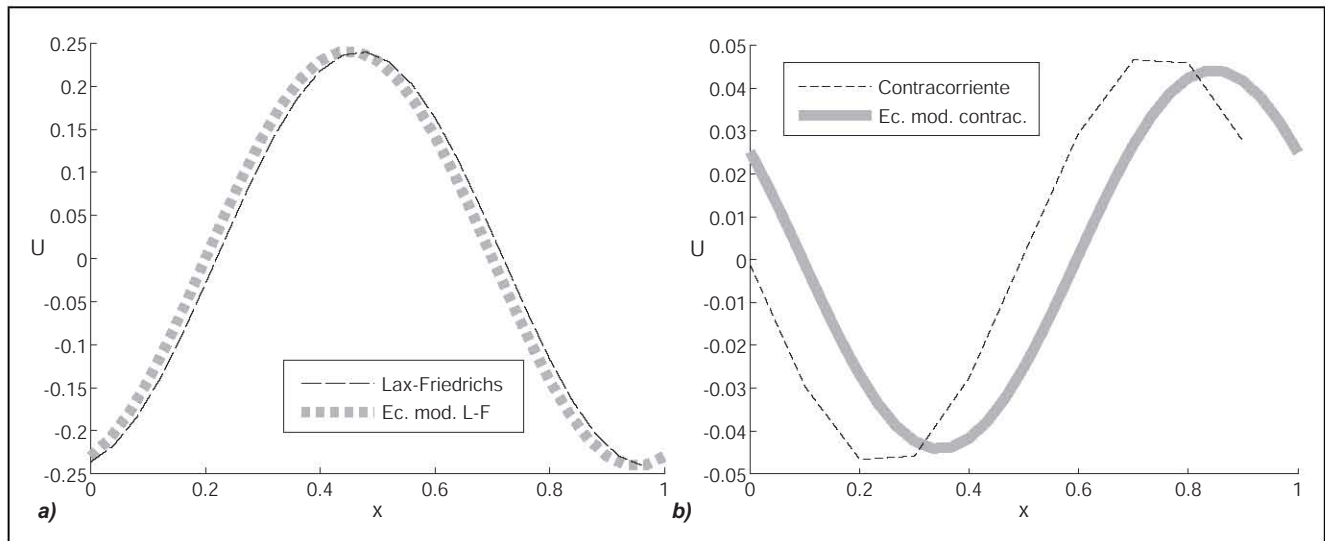 0.25
0.2
0.15
0.1
0.05
U
0
-0.05
-0.1
-0.15
-0.2
-0.25
0 0.2 0.4 0.6 0.8 1
x
Lax-Friedrichs
Ec. mod. L-F
a)
0.05
0.04
0.03
0.02
0.01
U
0
-0.01
-0.02
-0.03
-0.04
-0.05
0 0.2 0.4 0.6 0.8 1
x
Contracorriente
Ec. mod. contrac.
b)